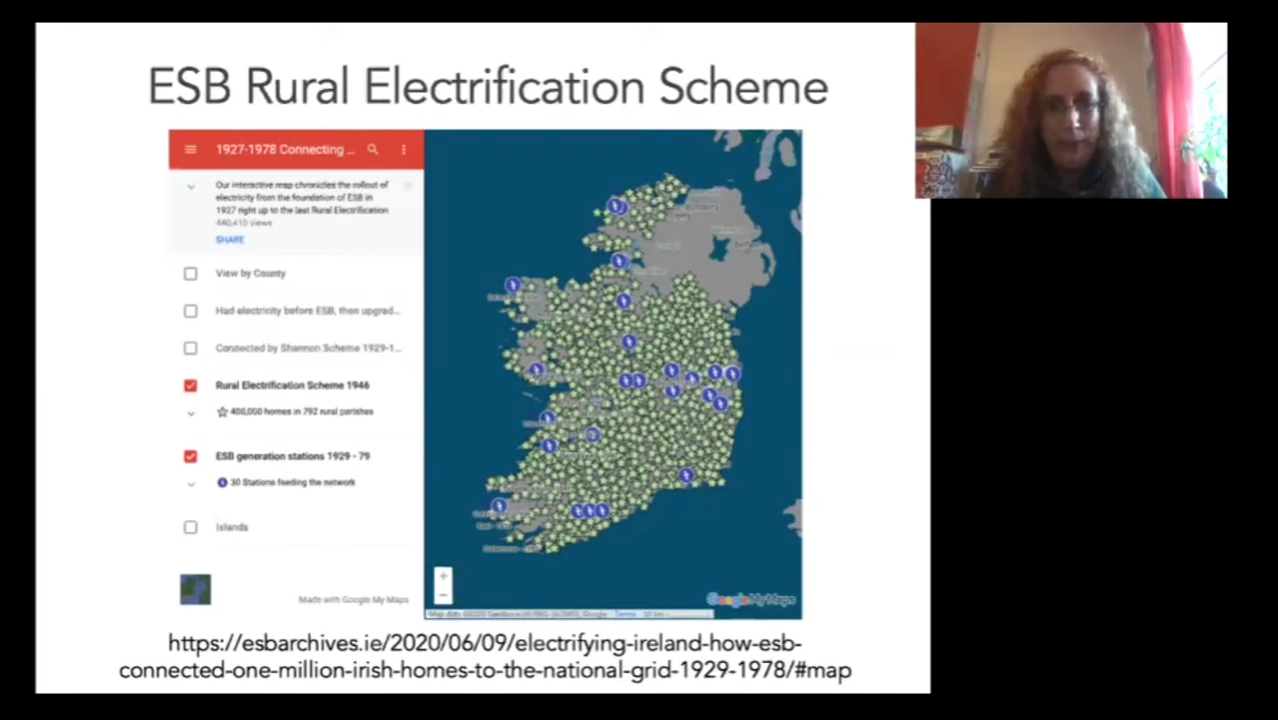 ESB Rural Electrification Scheme
1927-1978 Connecting ...
Our interactive map chronicles the rollout of
electricity from the foundation of ESB in
1927 right up to the last Rural Electrification
440,410 views
SHARE
View by County
Had electricity before ESB, then upgrad...
Connected by Shannon Scheme 1929-1...
Rural Electrification Scheme 1946
400,000 homes in 792 rural parishes
ESB generation stations 1929 - 79
30 Stations feeding the network
Islands
Made with Google My Maps
Google My Maps
https://esbarchives.ie/2020/06/09/electrifying-ireland-how-esb-
connected-one-million-irish-homes-to-the-national-grid-1929-1978/#map